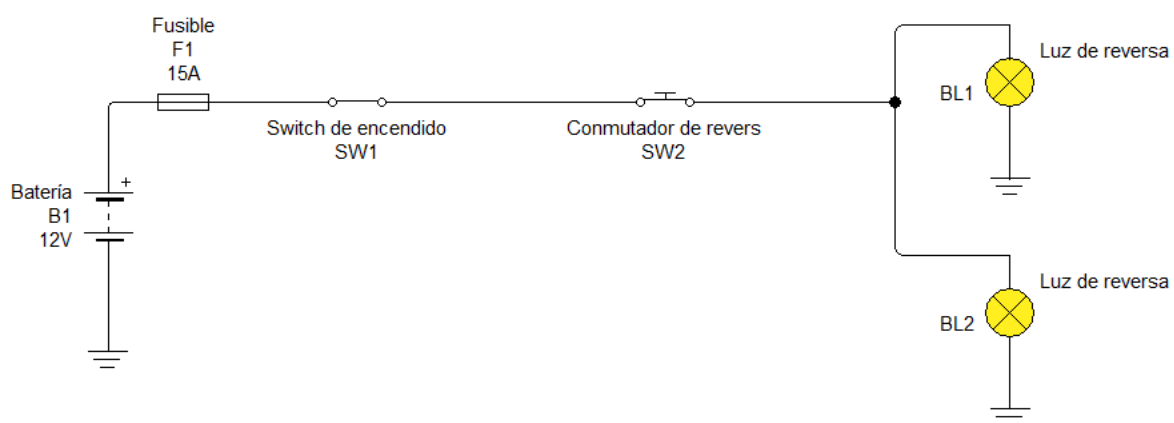 Fusible
F1
15A
Luz de reversa
BL1
Switch de encendido
SW1
Conmutador de revers
SW2
+
Batería
B1
12V
Luz de reversa
BL2